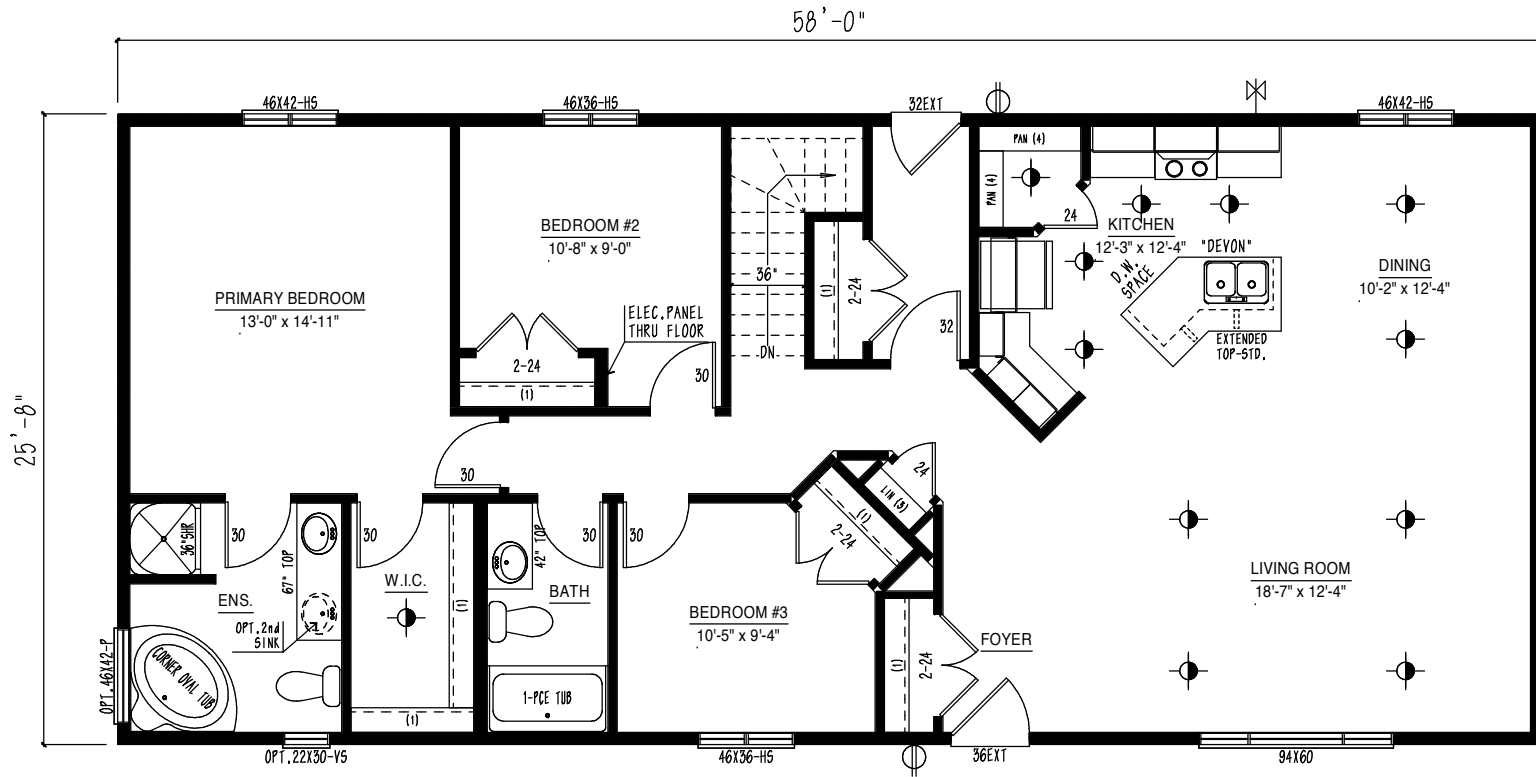 58'-0"
46X42-HS
46X36-HS
32EXT
46X42-HS
25'-8"
PAN (4)
PAN (4)
24
BEDROOM #2
10'-8" x 9'-0"
KITCHEN
12'-3" x 12'-4"
"DEVON"
D.W.
SPACE
DINING
10'-2" x 12'-4"
36"
(1)
2-24
PRIMARY BEDROOM
13'-0" x 14'-11"
ELEC.PANEL
THRU FLOOR
32
EXTENDED
TOP-STD.
DN
2-24
(1)
30
30
24
LIN (3)
(1)
2-24
36"SHR
30
67" TOP
30
42" TOP
30
30
ENS.
W.I.C.
(1)
BATH
OPT.2nd
SINK
BEDROOM #3
10'-5" x 9'-4"
LIVING ROOM
18'-7" x 12'-4"
FOYER
(1)
2-24
OPT.46X42-P
CORNER OVAL TUB
1-PCE TUB
(1)
OPT.22X30-VS
46X36-HS
36EXT
94X60